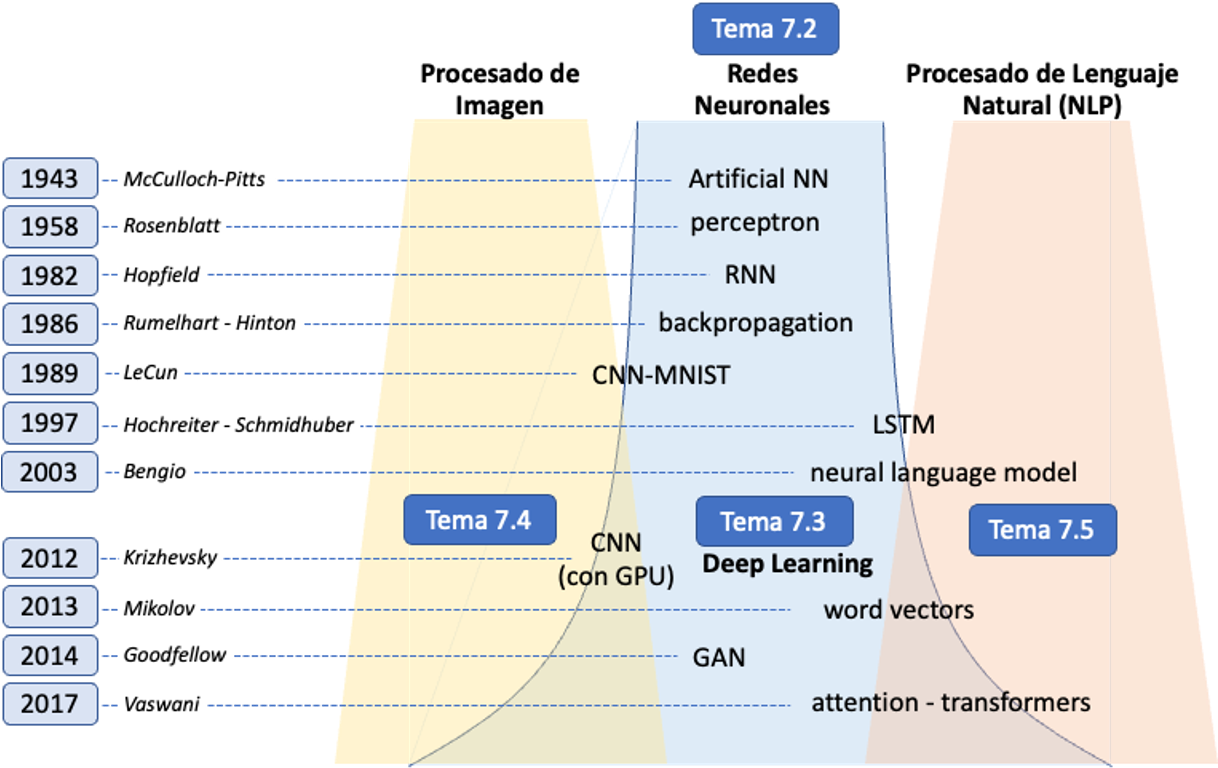 Tema 7.2
Procesado de
Imagen
Redes
Neuronales
Procesado de Lenguaje
Natural (NLP)
1943 McCulloch-Pitts Artificial NN
1958 Rosenblatt perceptron
1982 Hopfield RNN
1986 Rumelhart - Hinton backpropagation
1989 LeCun CNN-MNIST
1997 Hochreiter - Schmidhuber LSTM
2003 Bengio neural language model
Tema 7.4
Tema 7.3
Tema 7.5
Deep Learning
2012 Krizhevsky CNN
(con GPU)
2013 Mikolov word vectors
2014 Goodfellow GAN
2017 Vaswani attention - transformers